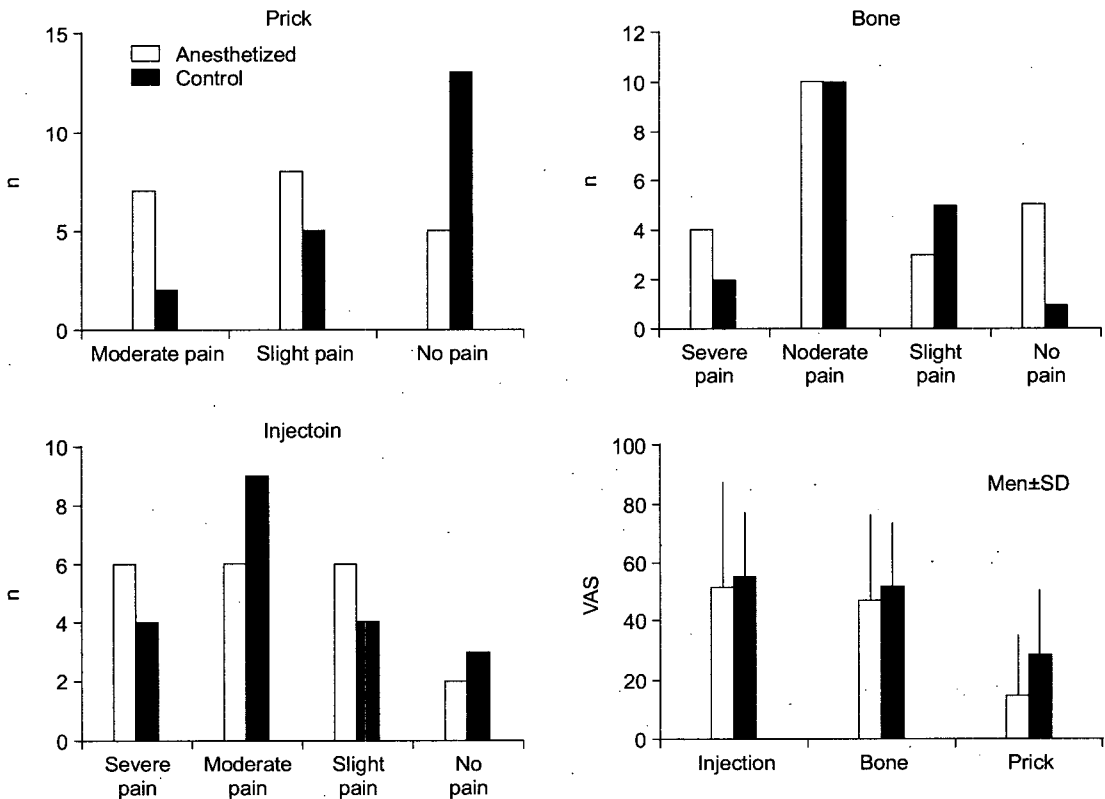 Prick
Anesthetized
Control
15
10
5
0
n
Moderate pain
Slight pain
No pain
Bone
12
10
8
6
4
2
0
n
Severe pain
Noderate pain
Slight pain
No pain
Injectoin
10
8
6
4
2
0
n
Severe pain
Moderate pain
Slight pain
No pain
100
80
60
40
20
0
VAS
Men±SD
Injection
Bone
Prick